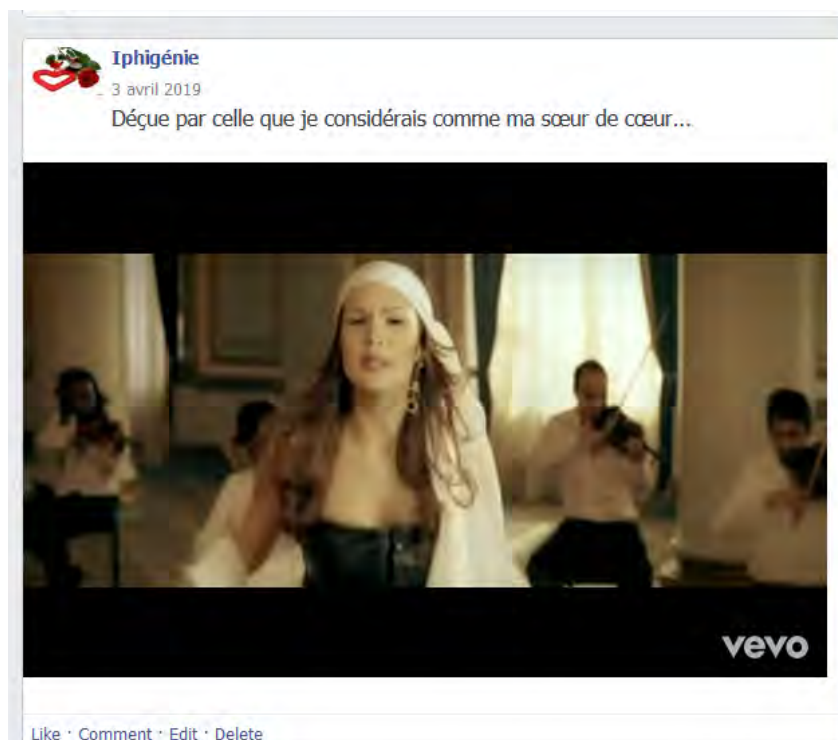 Iphigénie
3 avril 2019
Déçue par celle que je considérais comme ma sœur de cœur...
vevo
Like · Comment · Edit · Delete